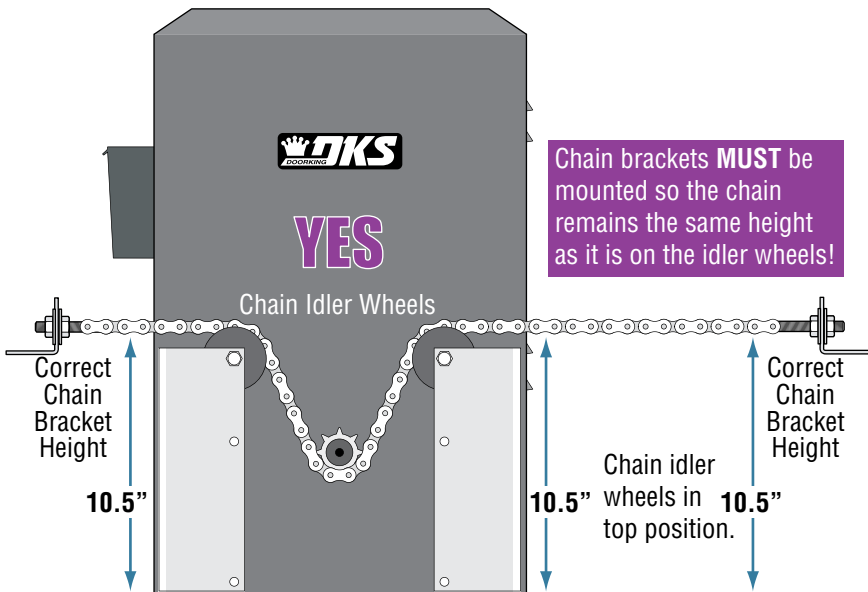 DKS
DOORKING
YES
Chain brackets MUST be
mounted so the chain
remains the same height
as it is on the idler wheels!
Chain Idler Wheels
Correct
Chain
Bracket
Height
10.5”
10.5”
Chain idler
wheels in
top position.
10.5”
Correct
Chain
Bracket
Height